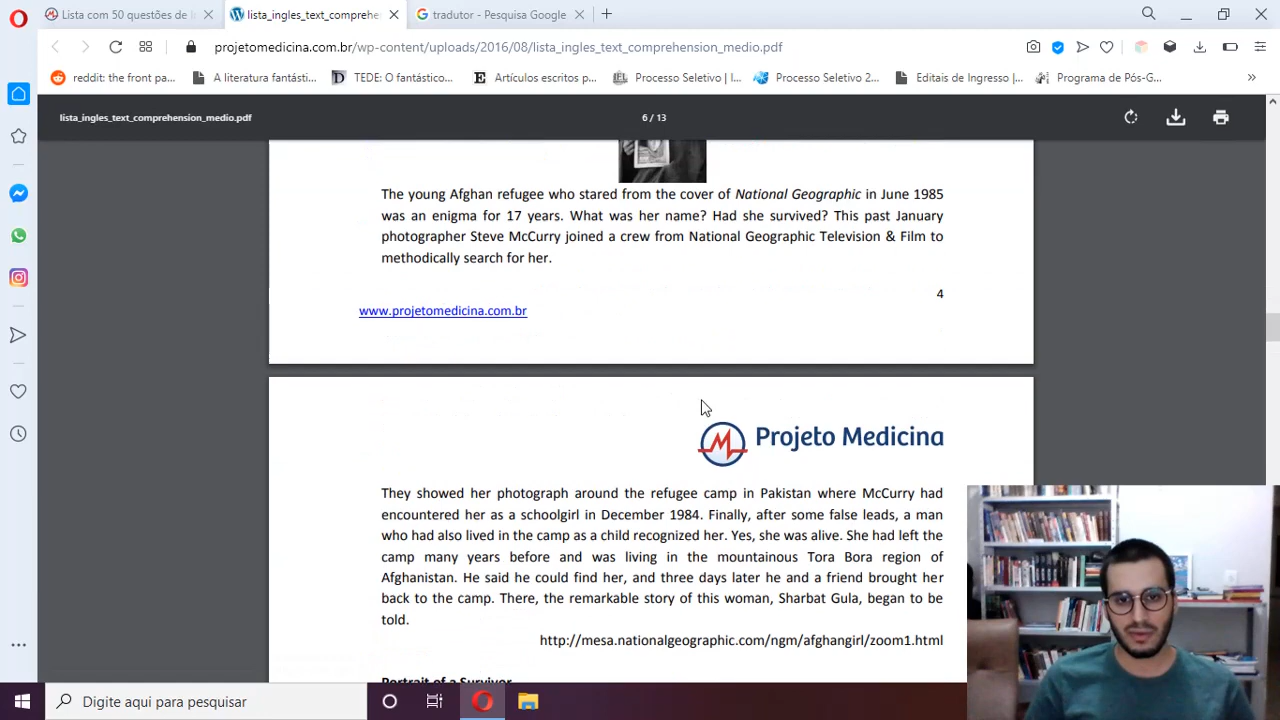 Lista com 50 questões de I
lista_ingles_text_comprehe
tradutor - Pesquisa Google
projetomedicina.com.br/wp-content/uploads/2016/08/lista_ingles_text_comprehension_medio.pdf
reddit: the front pa...
A literatura fantásti...
TEDE: O fantástico...
Artículos escritos p...
Processo Seletivo | I...
Processo Seletivo 2...
Editais de Ingresso |...
Programa de Pós-G...
lista_ingles_text_comprehension_medio.pdf
6 / 13
The young Afghan refugee who stared from the cover of National Geographic in June 1985
was an enigma for 17 years. What was her name? Had she survived? This past January
photographer Steve McCurry joined a crew from National Geographic Television & Film to
methodically search for her.
4
www.projetomedicina.com.br
Projeto Medicina
They showed her photograph around the refugee camp in Pakistan where McCurry had
encountered her as a schoolgirl in December 1984. Finally, after some false leads, a man
who had also lived in the camp as a child recognized her. Yes, she was alive. She had left the
camp many years before and was living in the mountainous Tora Bora region of
Afghanistan. He said he could find her, and three days later he and a friend brought her
back to the camp. There, the remarkable story of this woman, Sharbat Gula, began to be
told.
http://mesa.nationalgeographic.com/ngm/afghangirl/zoom1.html
Portrait of a Survivor
Digite aqui para pesquisar